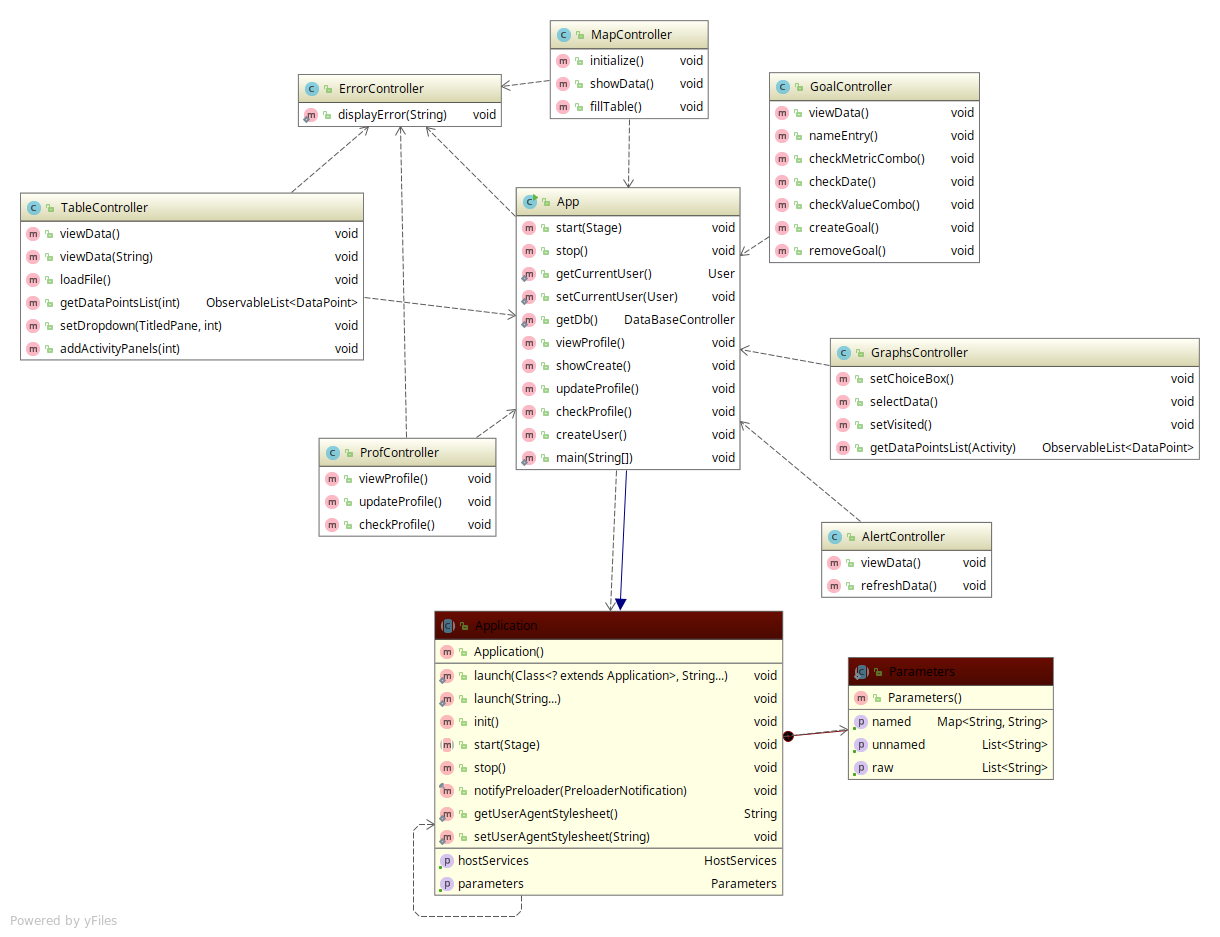 MapController
initialize() void
showData() void
fillTable() void
ErrorController
displayError(String) void
GoalController
viewData() void
nameEntry() void
checkMetricCombo() void
checkDate() void
checkValueCombo() void
createGoal() void
removeGoal() void
TableController
viewData() void
viewData(String) void
loadFile() void
getDataPointsList(int) ObservableList<DataPoint>
setDropdown(TitledPane, int) void
addActivityPanels(int) void
App
start(Stage) void
stop() void
getCurrentUser() User
setCurrentUser(User) void
getDb() DataBaseController
viewProfile() void
showCreate() void
updateProfile() void
checkProfile() void
createUser() void
main(String[]) void
GraphsController
setChoiceBox() void
selectData() void
setVisited() void
getDataPointsList(Activity) ObservableList<DataPoint>
ProfController
viewProfile() void
updateProfile() void
checkProfile() void
AlertController
viewData() void
refreshData() void
Application
Application()
launch(Class<? extends Application>, String...) void
launch(String...) void
init() void
start(Stage) void
stop() void
notifyPreloader(PreloaderNotification) void
getUserAgentStylesheet() String
setUserAgentStylesheet(String) void
hostServices HostServices
parameters Parameters
Parameters
Parameters()
named Map<String, String>
unnamed List<String>
raw List<String>
Powered by yFiles